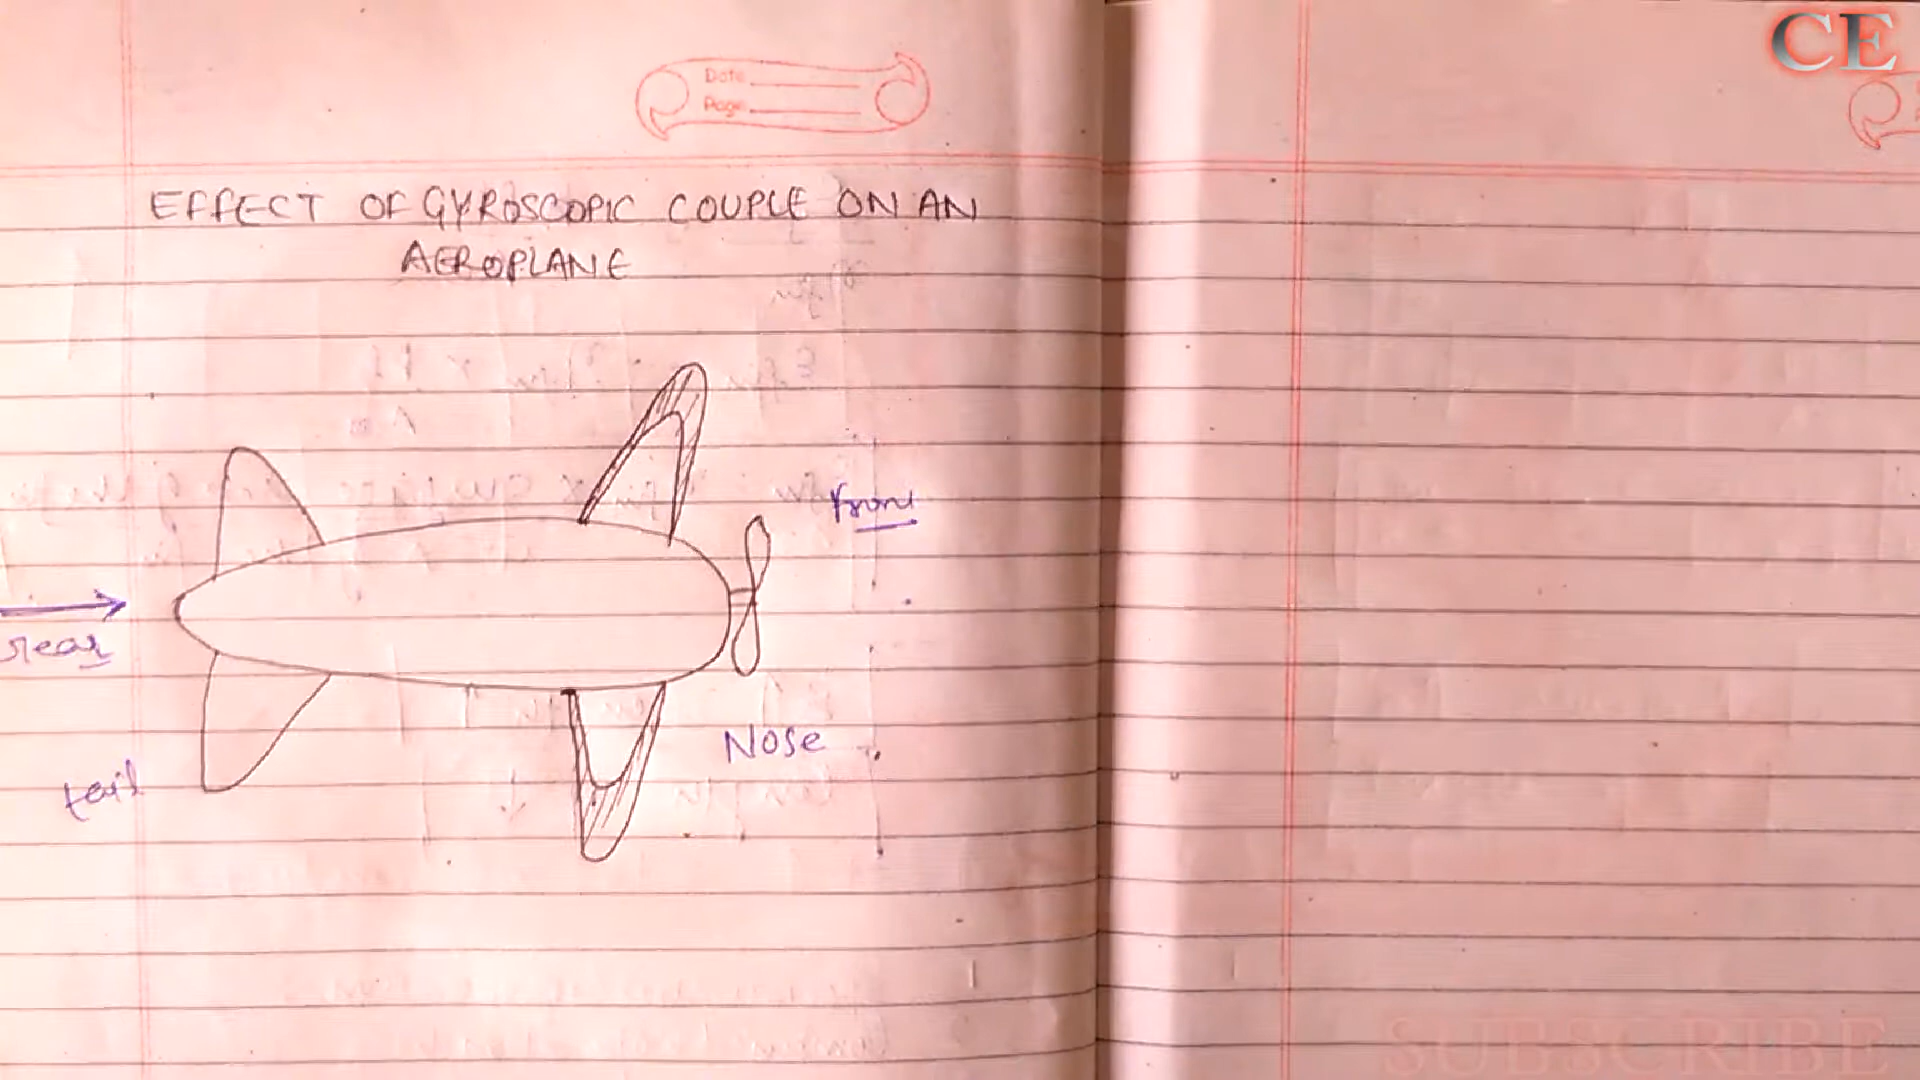 CE
Date
Page
EFFECT OF GYROSCOPIC COUPLE ON AN
AEROPLANE
front
rear
Nose
tail
SUBSCRIBE